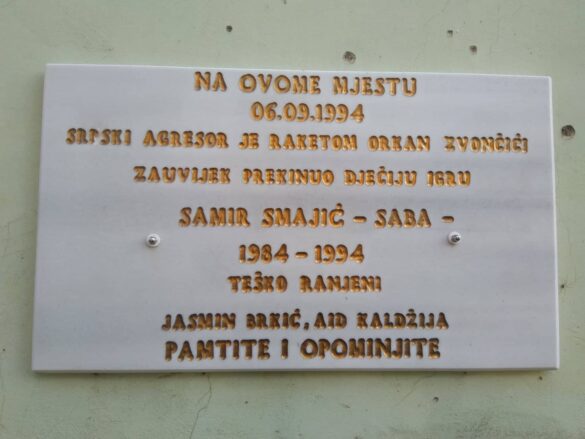 NA OVOME MJESTU
06.09.1994
SRPSKI AGRESOR JE RAKETOM ORKAN ZVONČIĆI
ZAUVIJEK PREKINUO DJEČIJU IGRU
SAMIR SMAJIĆ - SABA -
1984 - 1994
TEŠKO RANJENI
JASMIN BRKIĆ, AID KALDŽIJA
PAMTITE I OPOMINJITE